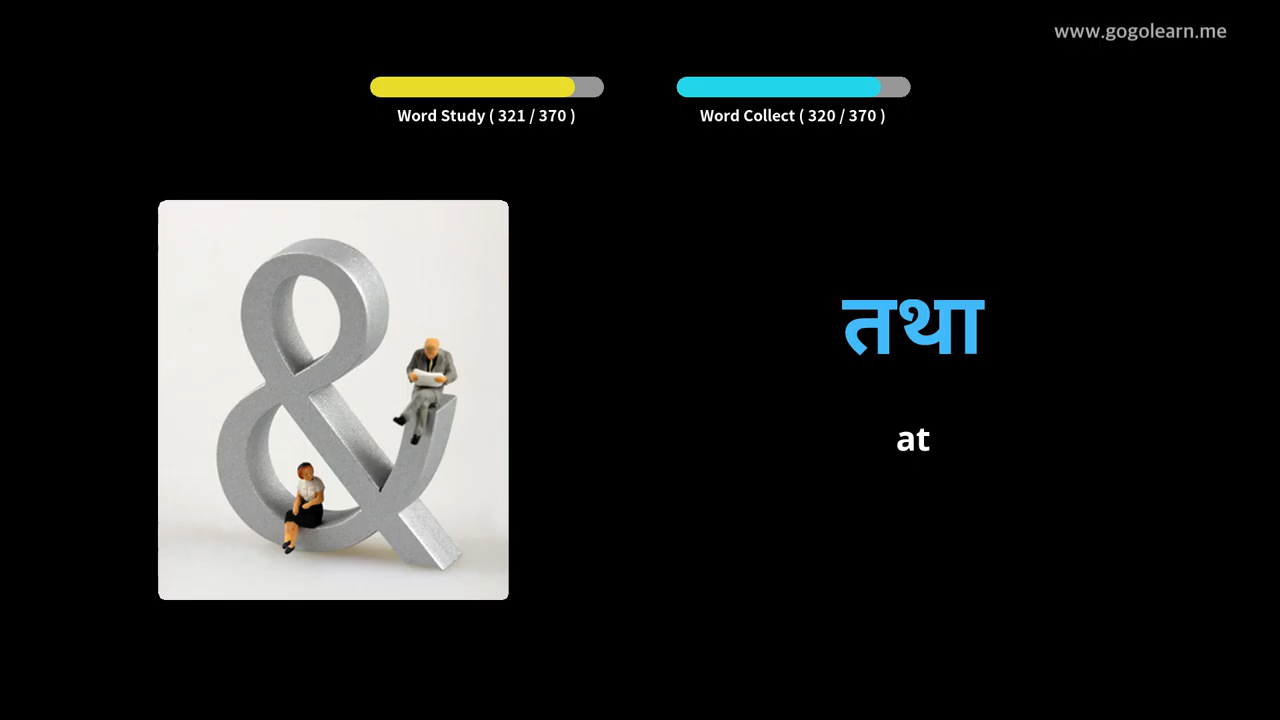 www.gogolearn.me
Word Study ( 321 / 370 )
Word Collect ( 320 / 370 )
&
तथा
at